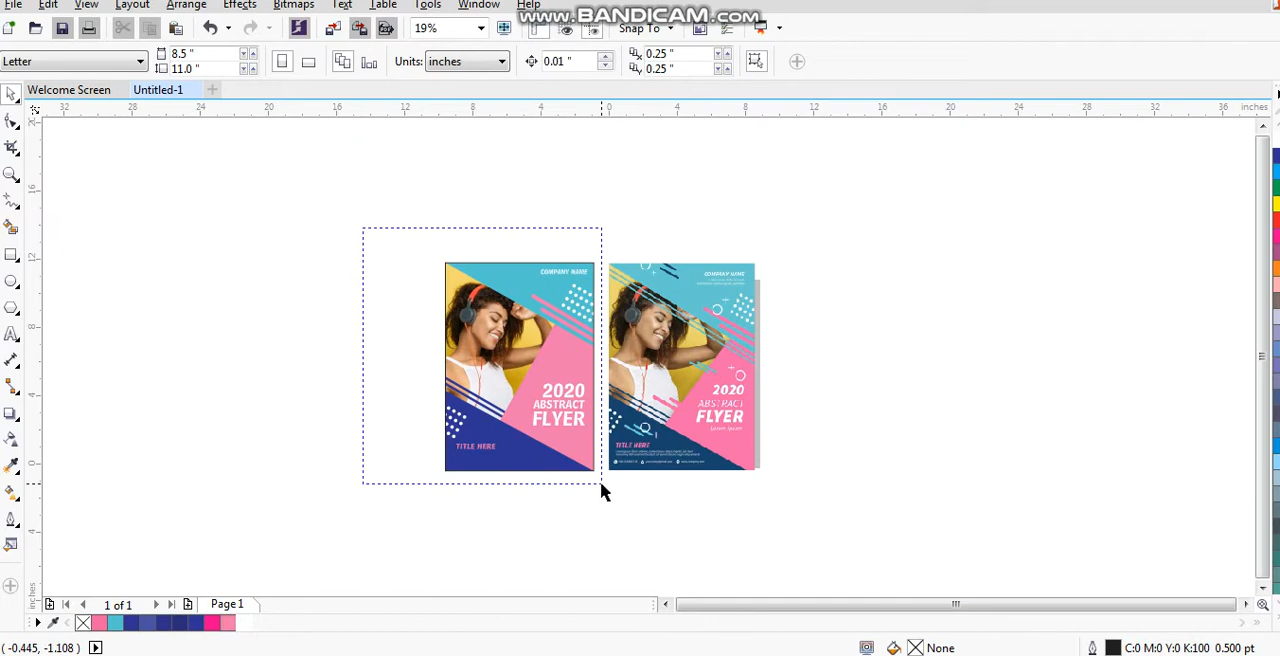 File Edit View Layout Arrange Effects Bitmaps Text Table Tools Window Help
www.BANDICAM.com
19% Snap To
Letter 8.5 " 11.0 " Units: inches 0.01 " 0.25 " 0.25 "
Welcome Screen Untitled-1
32 28 24 20 16 12 8 4 0 4 8 12 16 20 24 28 32 36 inches
COMPANY NAME
2020
ABSTRACT
FLYER
TITLE HERE
COMPANY NAME
2020
ABSTRACT
FLYER
Lorem Ipsum
TITLE HERE
inches
1 of 1 Page 1
( -0.445, -1.108 ) None C:0 M:0 Y:0 K:100 0.500 pt